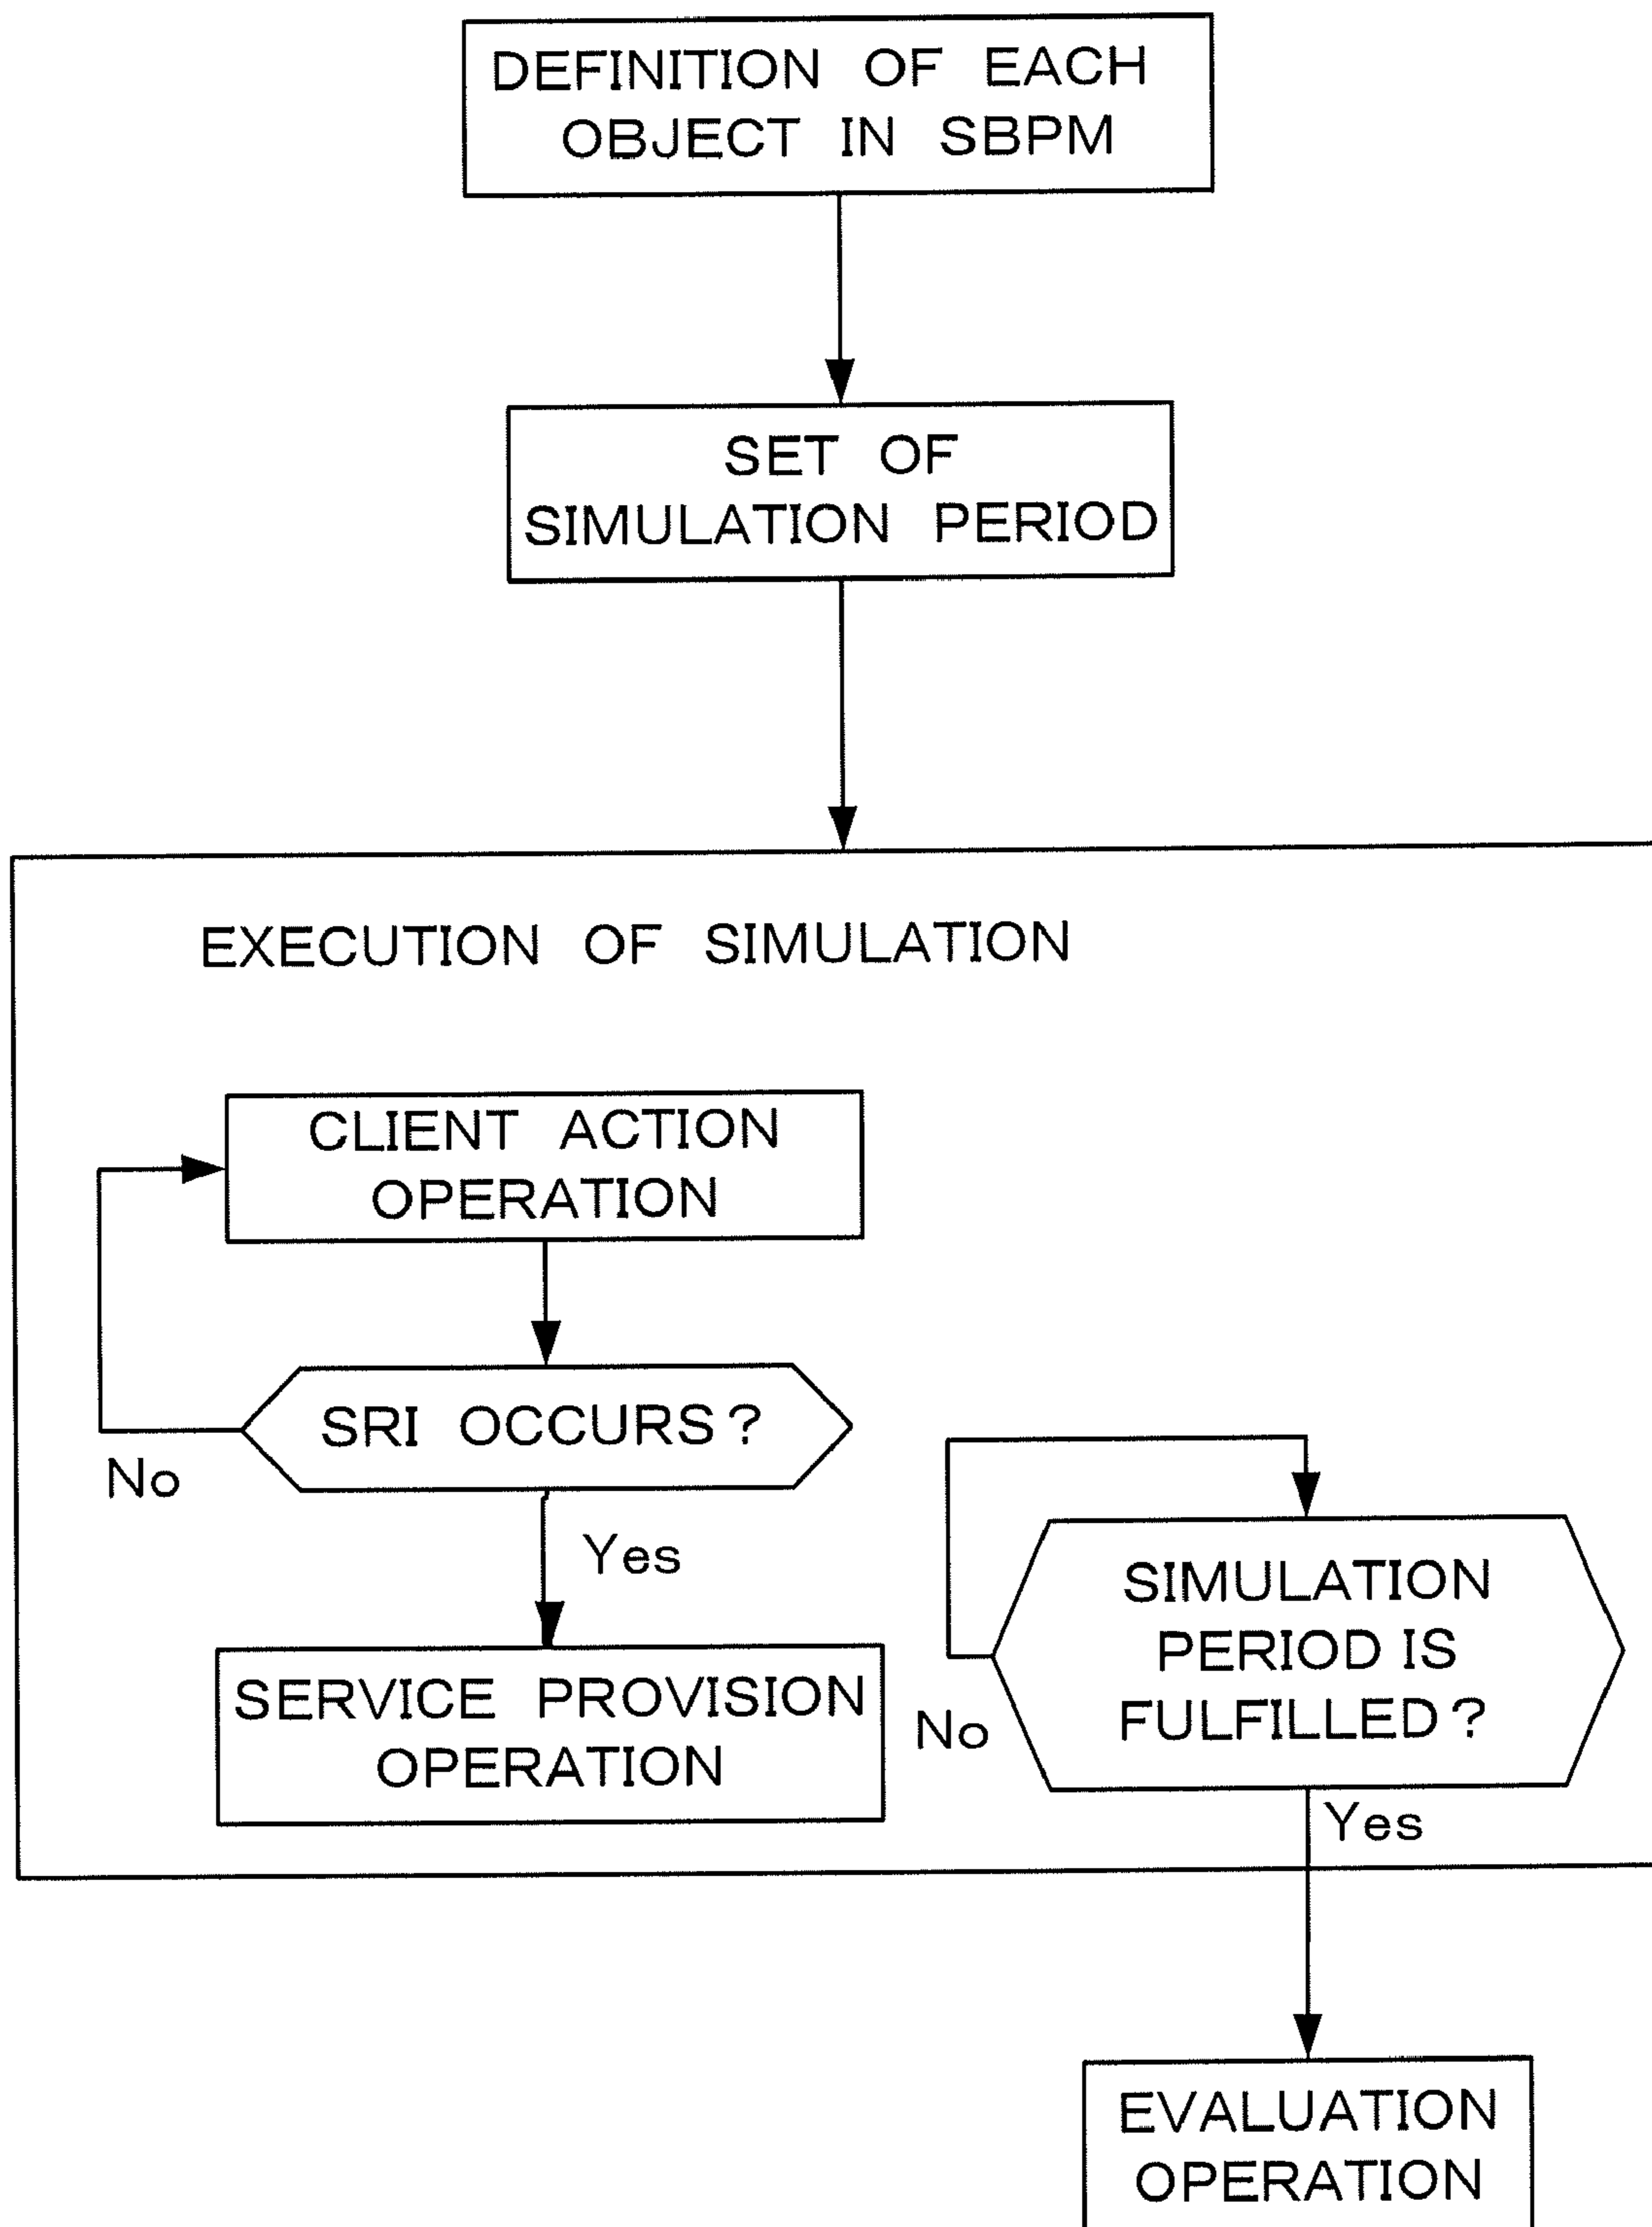 DEFINITION OF EACH
OBJECT IN SBPM
SET OF
SIMULATION PERIOD
EXECUTION OF SIMULATION
CLIENT ACTION
OPERATION
SRI OCCURS?
No
Yes
SERVICE PROVISION
OPERATION
SIMULATION
PERIOD IS
FULFILLED?
No
Yes
EVALUATION
OPERATION